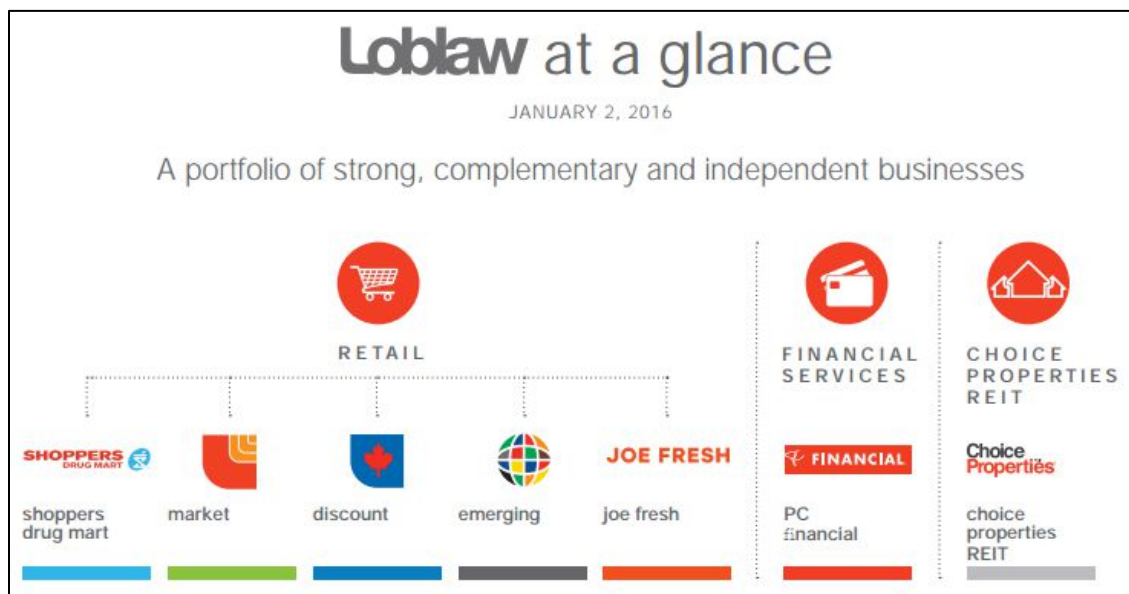 Loblaw at a glance
JANUARY 2, 2016
A portfolio of strong, complementary and independent businesses
RETAIL
FINANCIAL
SERVICES
CHOICE
PROPERTIES
REIT
SHOPPERS
DRUG MART
JOE FRESH
FINANCIAL
Choice
Properties
shoppers
drug mart
market
discount
emerging
joe fresh
PC
financial
choice
properties
REIT